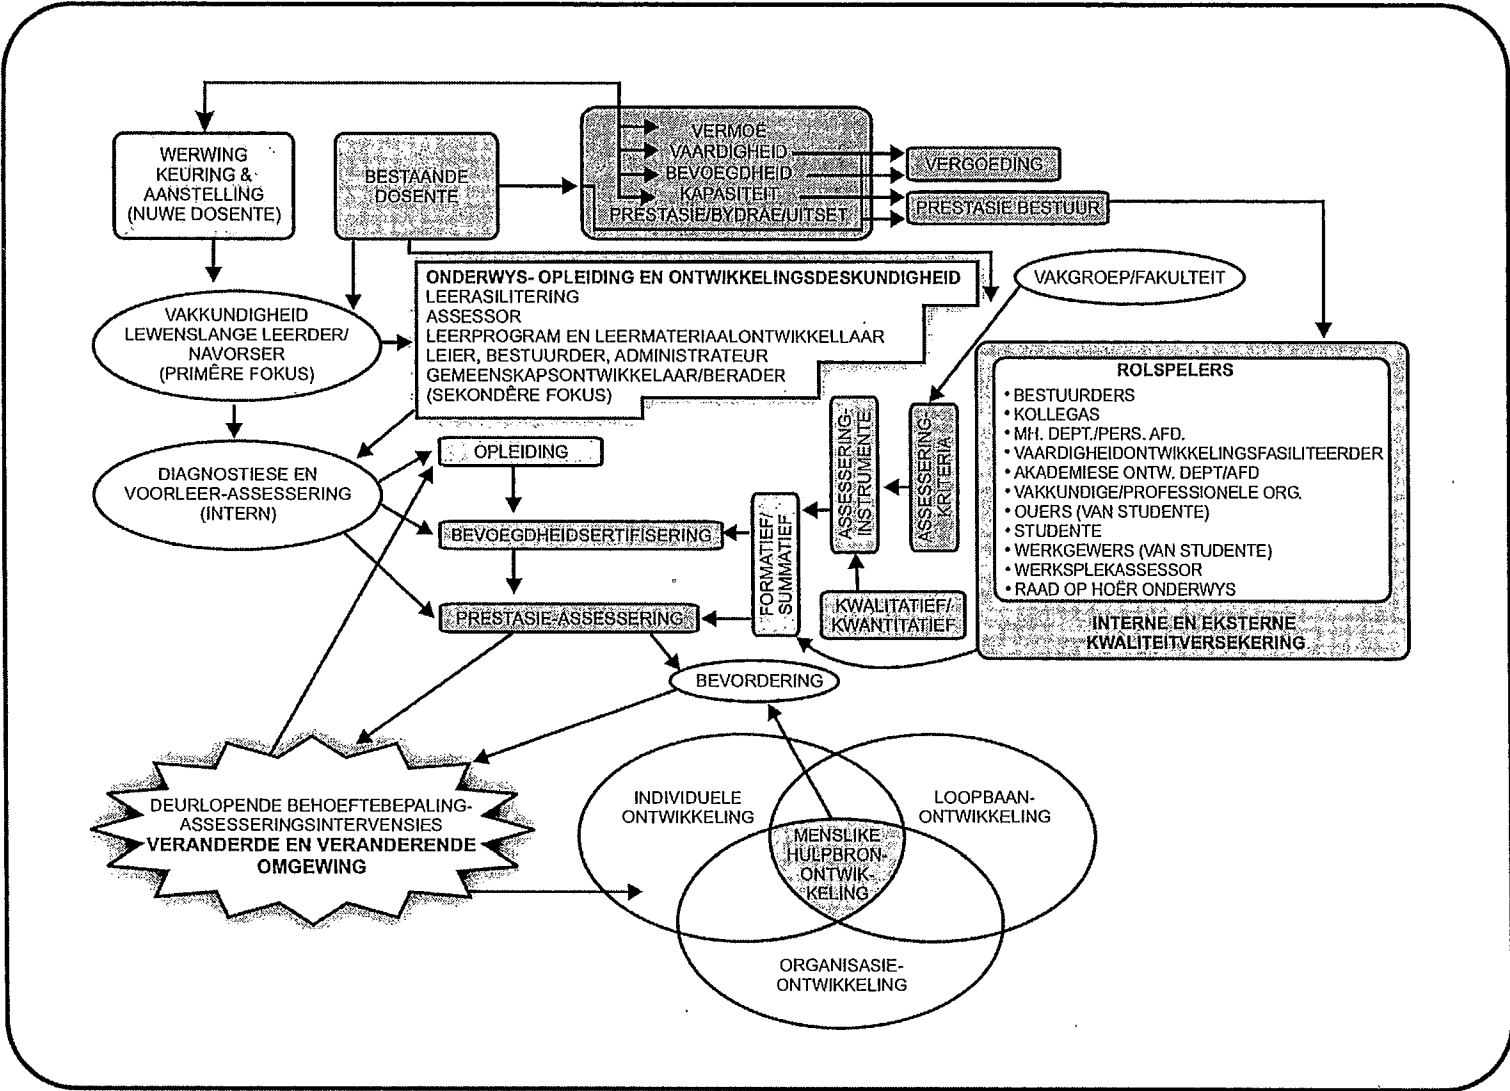 WERWING
KEURING &
AANSTELLING
(NUWE DOSENTE)
BESTAANDE
DOSENTE
VERMOË
VAARDIGHEID
BEVOEGDHEID
KAPASITEIT
PRESTASIE/BYDRAE/UITSET
VERGOEDING
PRESTASIE BESTUUR
VAKKUNDIGHEID
LEWENSLANGE LEERDER/
NAVORSER
(PRIMÊRE FOKUS)
ONDERWYS- OPLEIDING EN ONTWIKKELINGSDESKUNDIGHEID
LEERASILITERING
ASSESSOR
LEERPROGRAM EN LEERMATERIAALONTWIKKELLAAR
LEIER, BESTUURDER, ADMINISTRATEUR
GEMEENSKAPSONTWIKKELAAR/BERADER
(SEKONDÊRE FOKUS)
VAKGROEP/FAKULTEIT
ROLSPELERS
• BESTUURDERS
• KOLLEGAS
• MH. DEPT./PERS. AFD.
• VAARDIGHEIDONTWIKKELINGSFASILITEERDER
• AKADEMIESE ONTW. DEPT/AFD
• VAKKUNDIGE/PROFESSIONELE ORG.
• OUERS (VAN STUDENTE)
• STUDENTE
• WERKGEWERS (VAN STUDENTE)
• WERKSPLEKASSESSOR
• RAAD OP HOËR ONDERWYS
INTERNE EN EKSTERNE
KWALITEITVERSEKERING
DIAGNOSTIESE EN
VOORLEER-ASSESSERING
(INTERN)
OPLEIDING
BEVOEGDHEIDSERTIFISERING
PRESTASIE-ASSESSERING
FORMATIEF/
SUMMATIEF
ASSESSERING-
INSTRUMENTE
ASSESSERING-
KRITERIA
KWALITATIEF/
KWANTITATIEF
BEVORDERING
DEURLOPENDE BEHOEFTEBEPALING-
ASSESSERINGSINTERVENSIES
VERANDERDE EN VERANDERENDE
OMGEWING
INDIVIDUELE
ONTWIKKELING
LOOPBAAN-
ONTWIKKELING
MENSLIKE
HULPBRON-
ONTWIK-
KELING
ORGANISASIE-
ONTWIKKELING